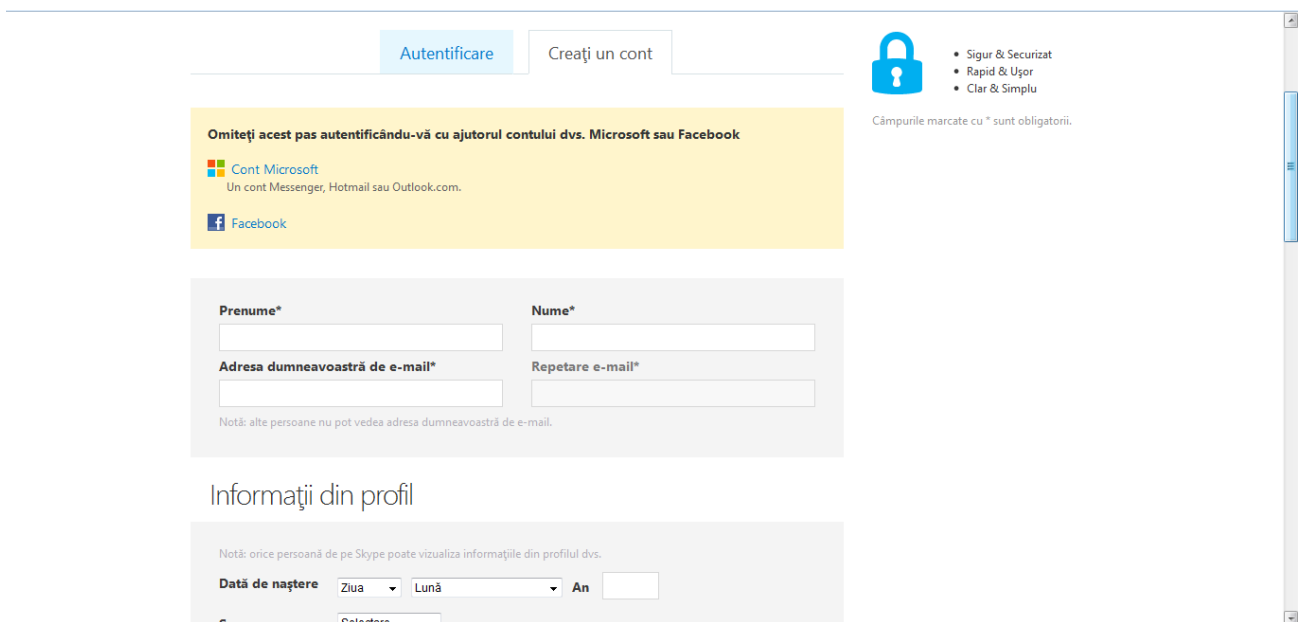 Autentificare
Creaţi un cont
Sigur & Securizat
Rapid & Uşor
Clar & Simplu
Câmpurile marcate cu * sunt obligatorii.
Omiteţi acest pas autentificându-vă cu ajutorul contului dvs. Microsoft sau Facebook
Cont Microsoft
Un cont Messenger, Hotmail sau Outlook.com.
Facebook
Prenume*
Nume*
Adresa dumneavoastră de e-mail*
Repetare e-mail*
Notă: alte persoane nu pot vedea adresa dumneavoastră de e-mail.
Informaţii din profil
Notă: orice persoană de pe Skype poate vizualiza informaţiile din profilul dvs.
Dată de naştere
Ziua
Lună
An